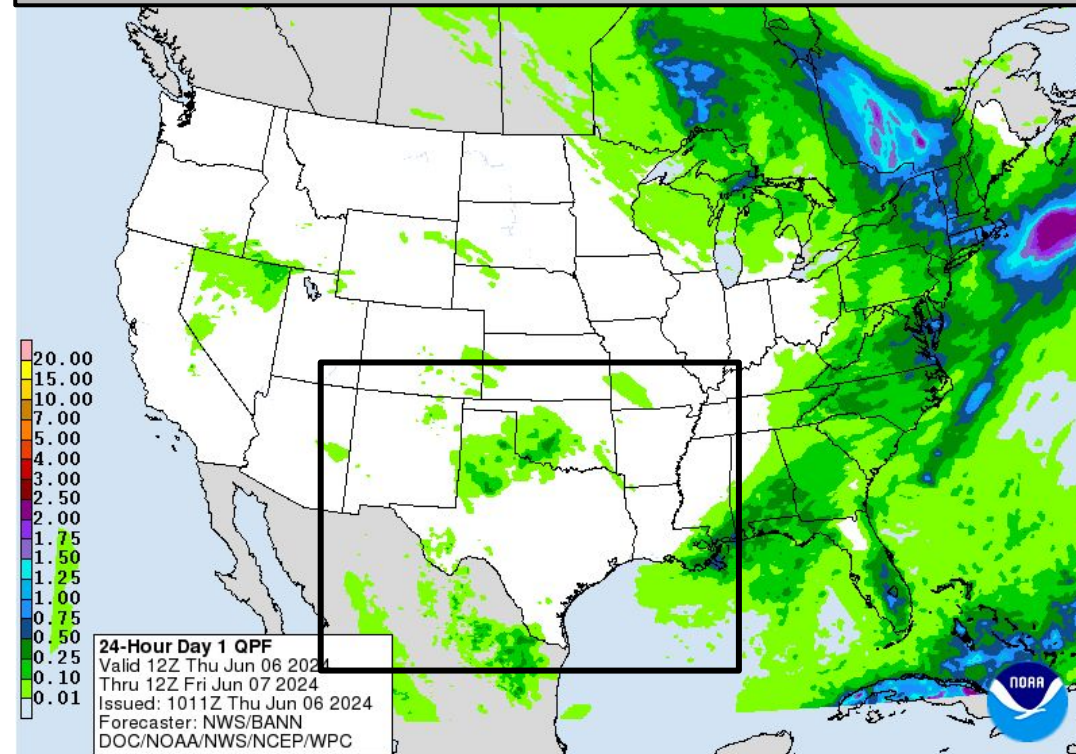 20.00
15.00
10.00
7.00
5.00
4.00
3.00
2.50
2.00
1.75
1.50
1.25
1.00
0.75
0.50
0.25
0.10
0.01
24-Hour Day 1 QPF
Valid 12Z Thu Jun 06 2024
Thru 12Z Fri Jun 07 2024
Issued: 1011Z Thu Jun 06 2024
Forecaster: NWS/BANN
DOC/NOAA/NWS/NCEP/WPC
NOAA